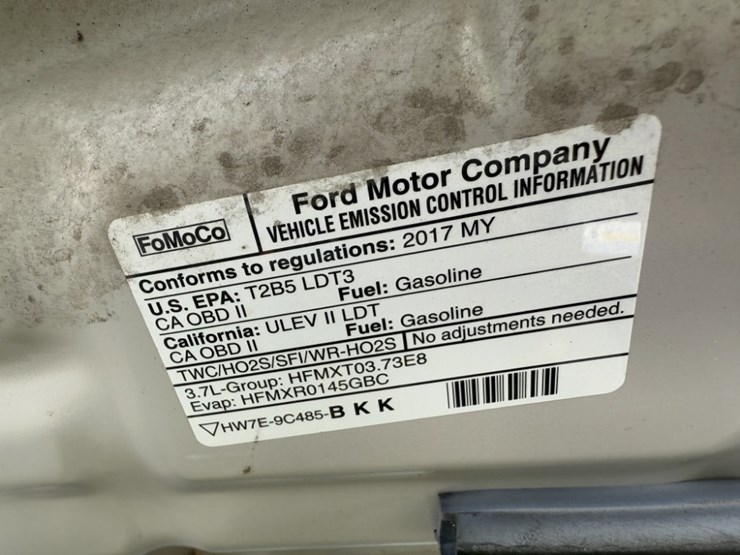 FoMoCo
Ford Motor Company
VEHICLE EMISSION CONTROL INFORMATION
Conforms to regulations: 2017 MY
U.S. EPA: T2B5 LDT3
CA OBD II Fuel: Gasoline
California: ULEV II LDT
CA OBD II Fuel: Gasoline
TWC/HO2S/SFI/WR-HO2S No adjustments needed.
3.7L-Group: HFMXT03.73E8
Evap: HFMXR0145GBC
HW7E-9C485-B K K